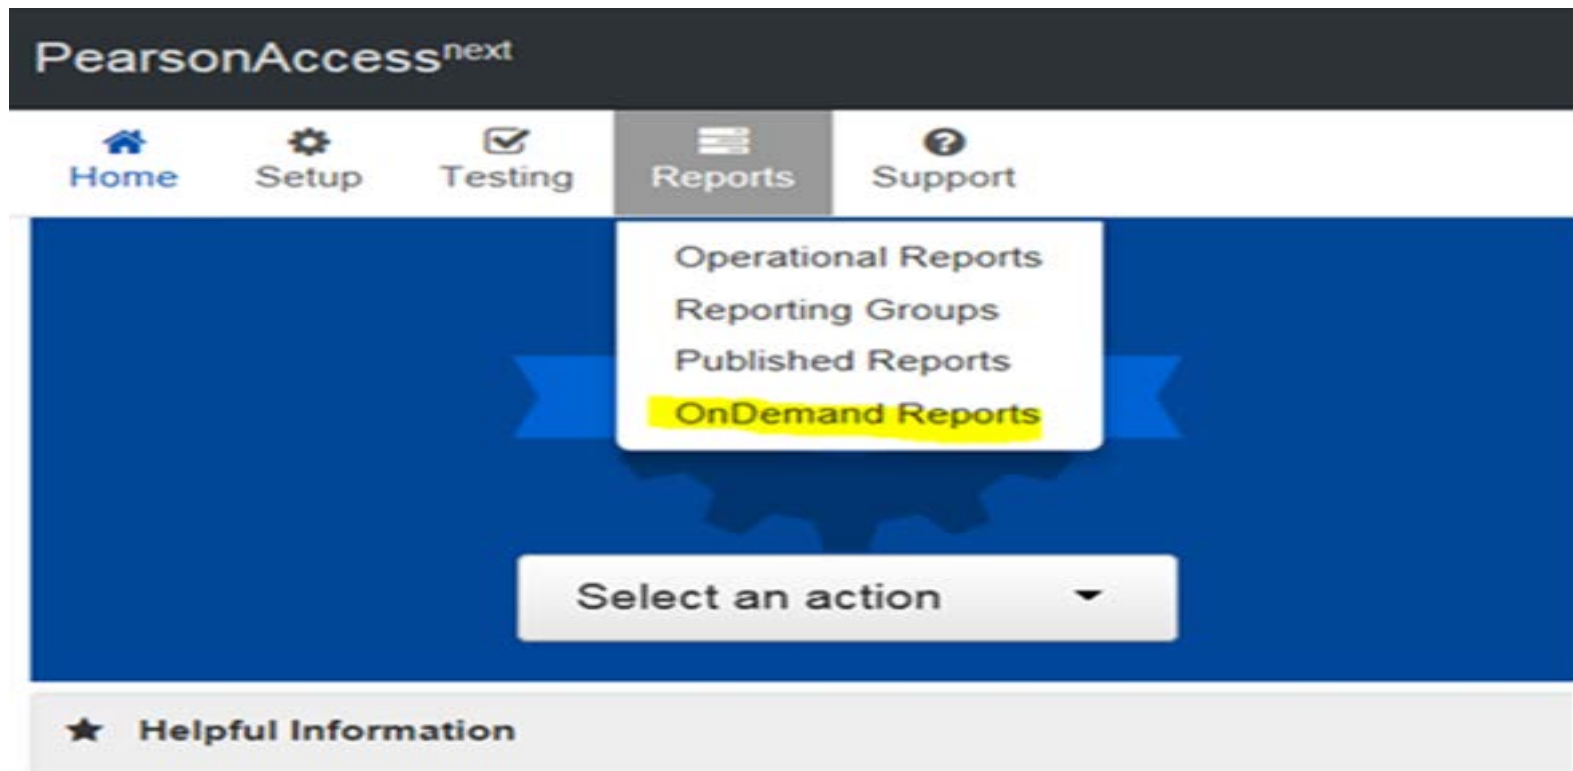 PearsonAccessnext
Home Setup Testing Reports Support
Operational Reports
Reporting Groups
Published Reports
OnDemand Reports
Select an action
Helpful Information